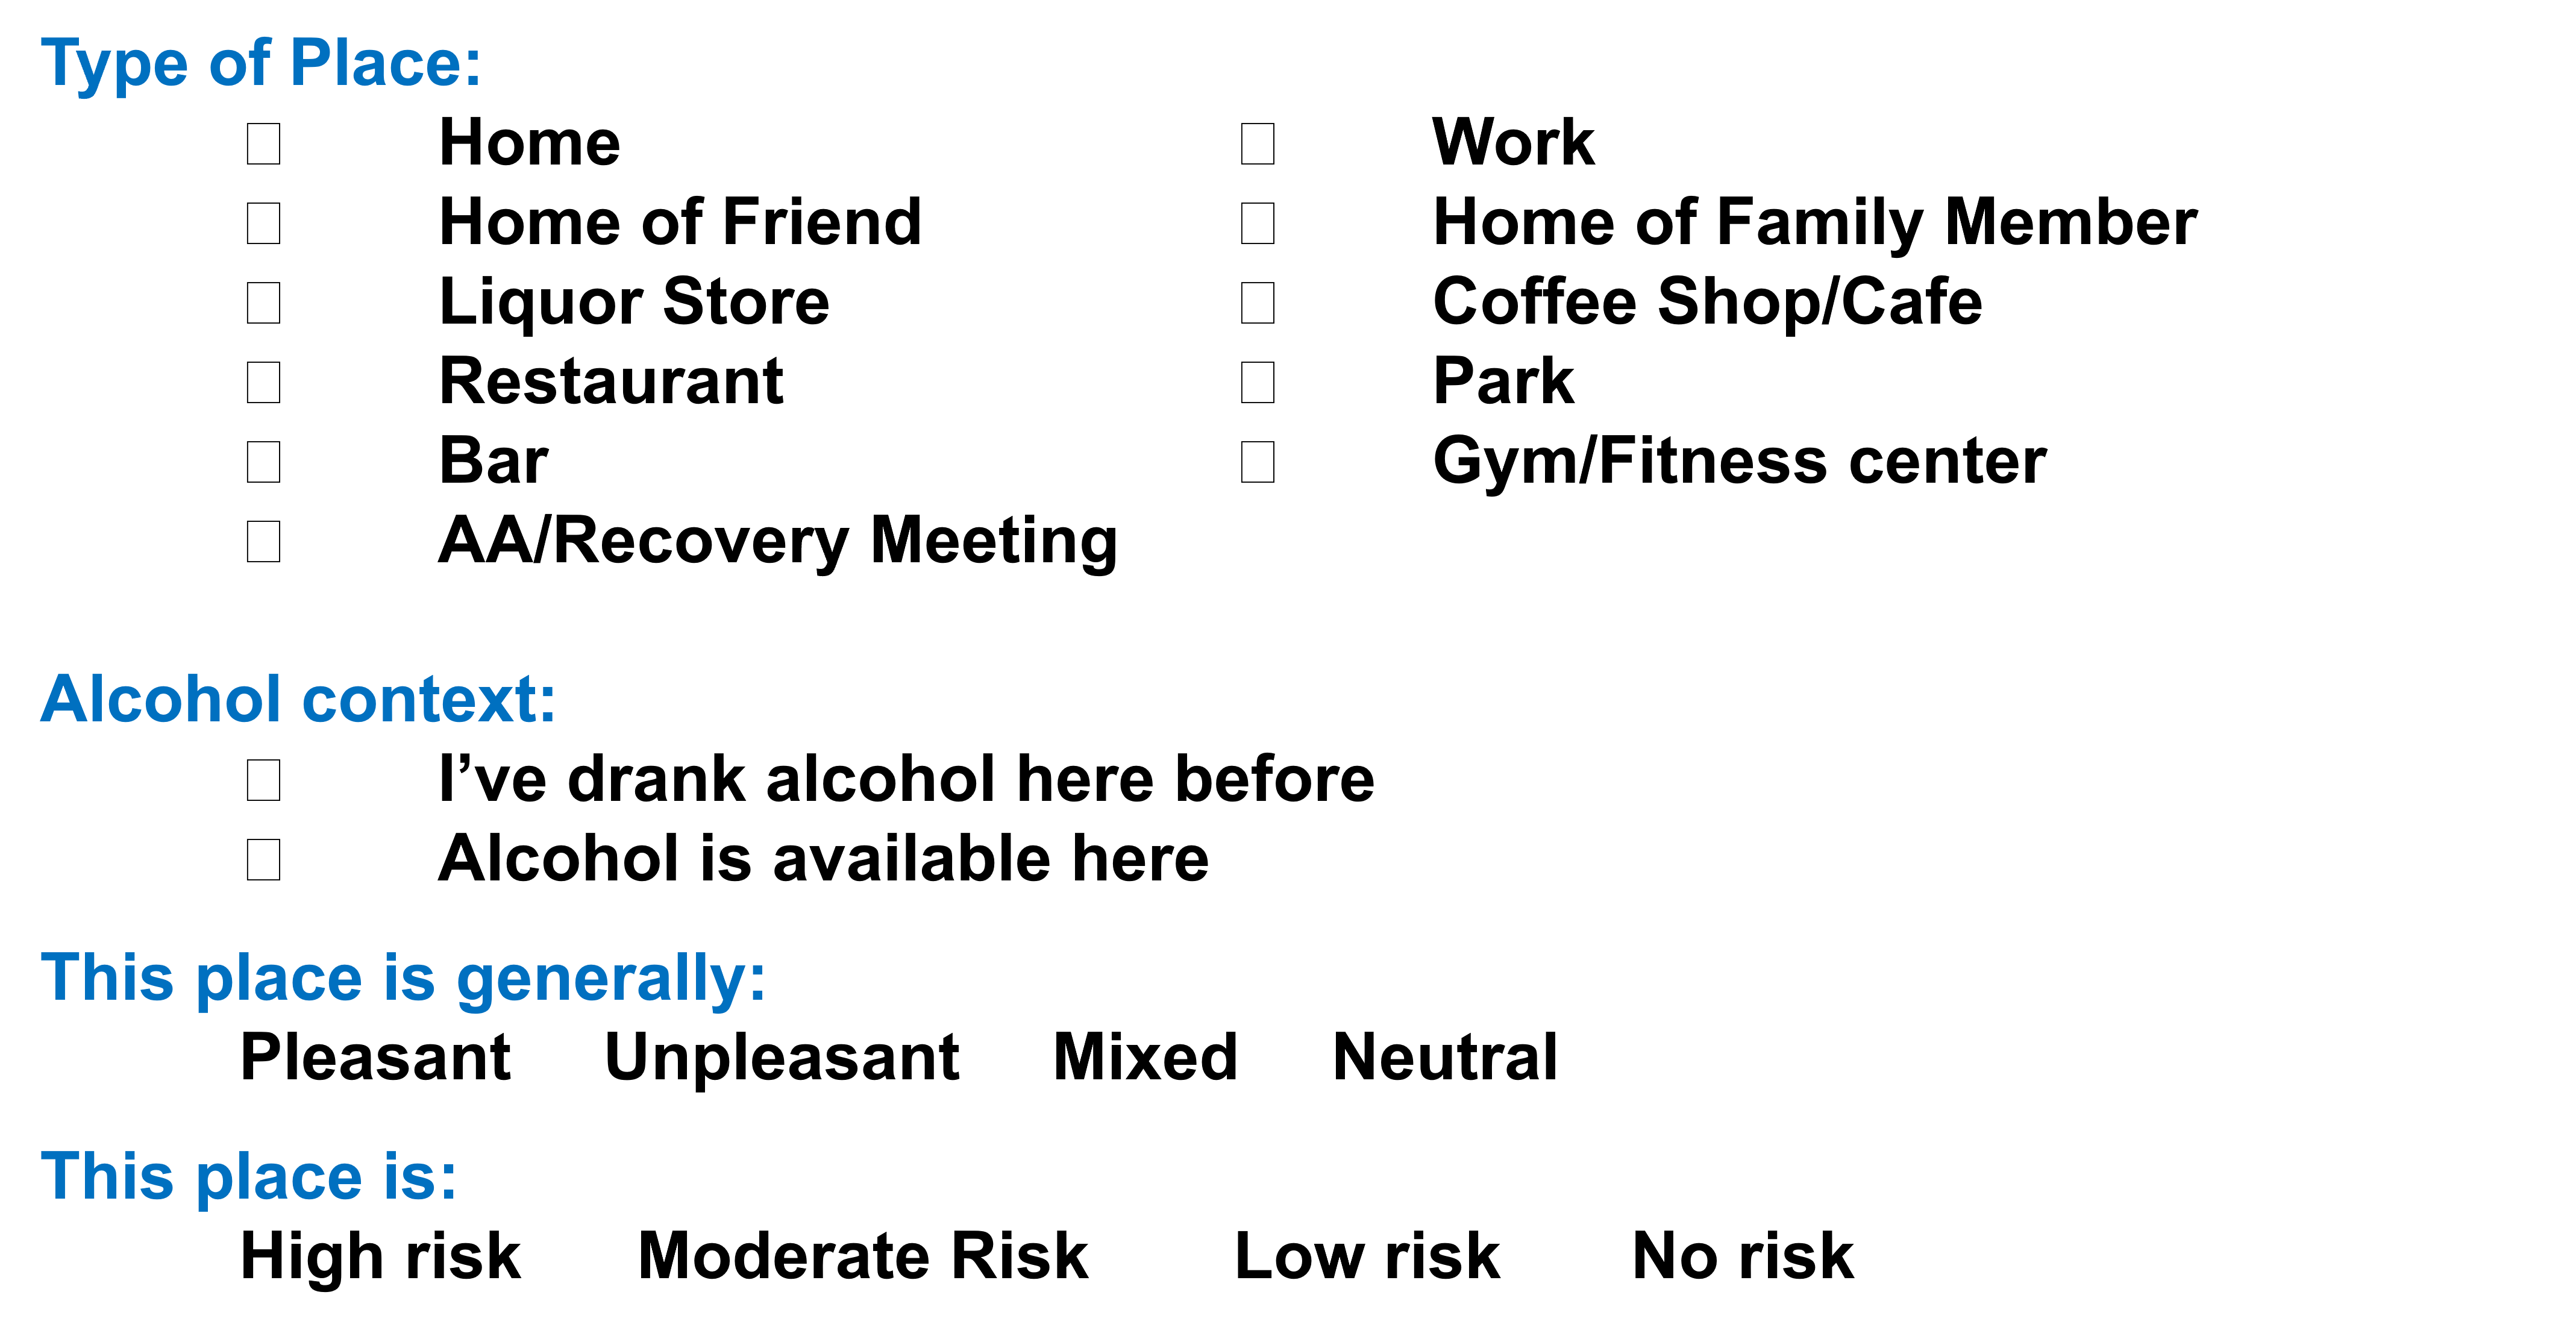 Type of Place:
Home Work
Home of Friend Home of Family Member
Liquor Store Coffee Shop/Cafe
Restaurant Park
Bar Gym/Fitness center
AA/Recovery Meeting
Alcohol context:
I’ve drank alcohol here before
Alcohol is available here
This place is generally:
Pleasant Unpleasant Mixed Neutral
This place is:
High risk Moderate Risk Low risk No risk